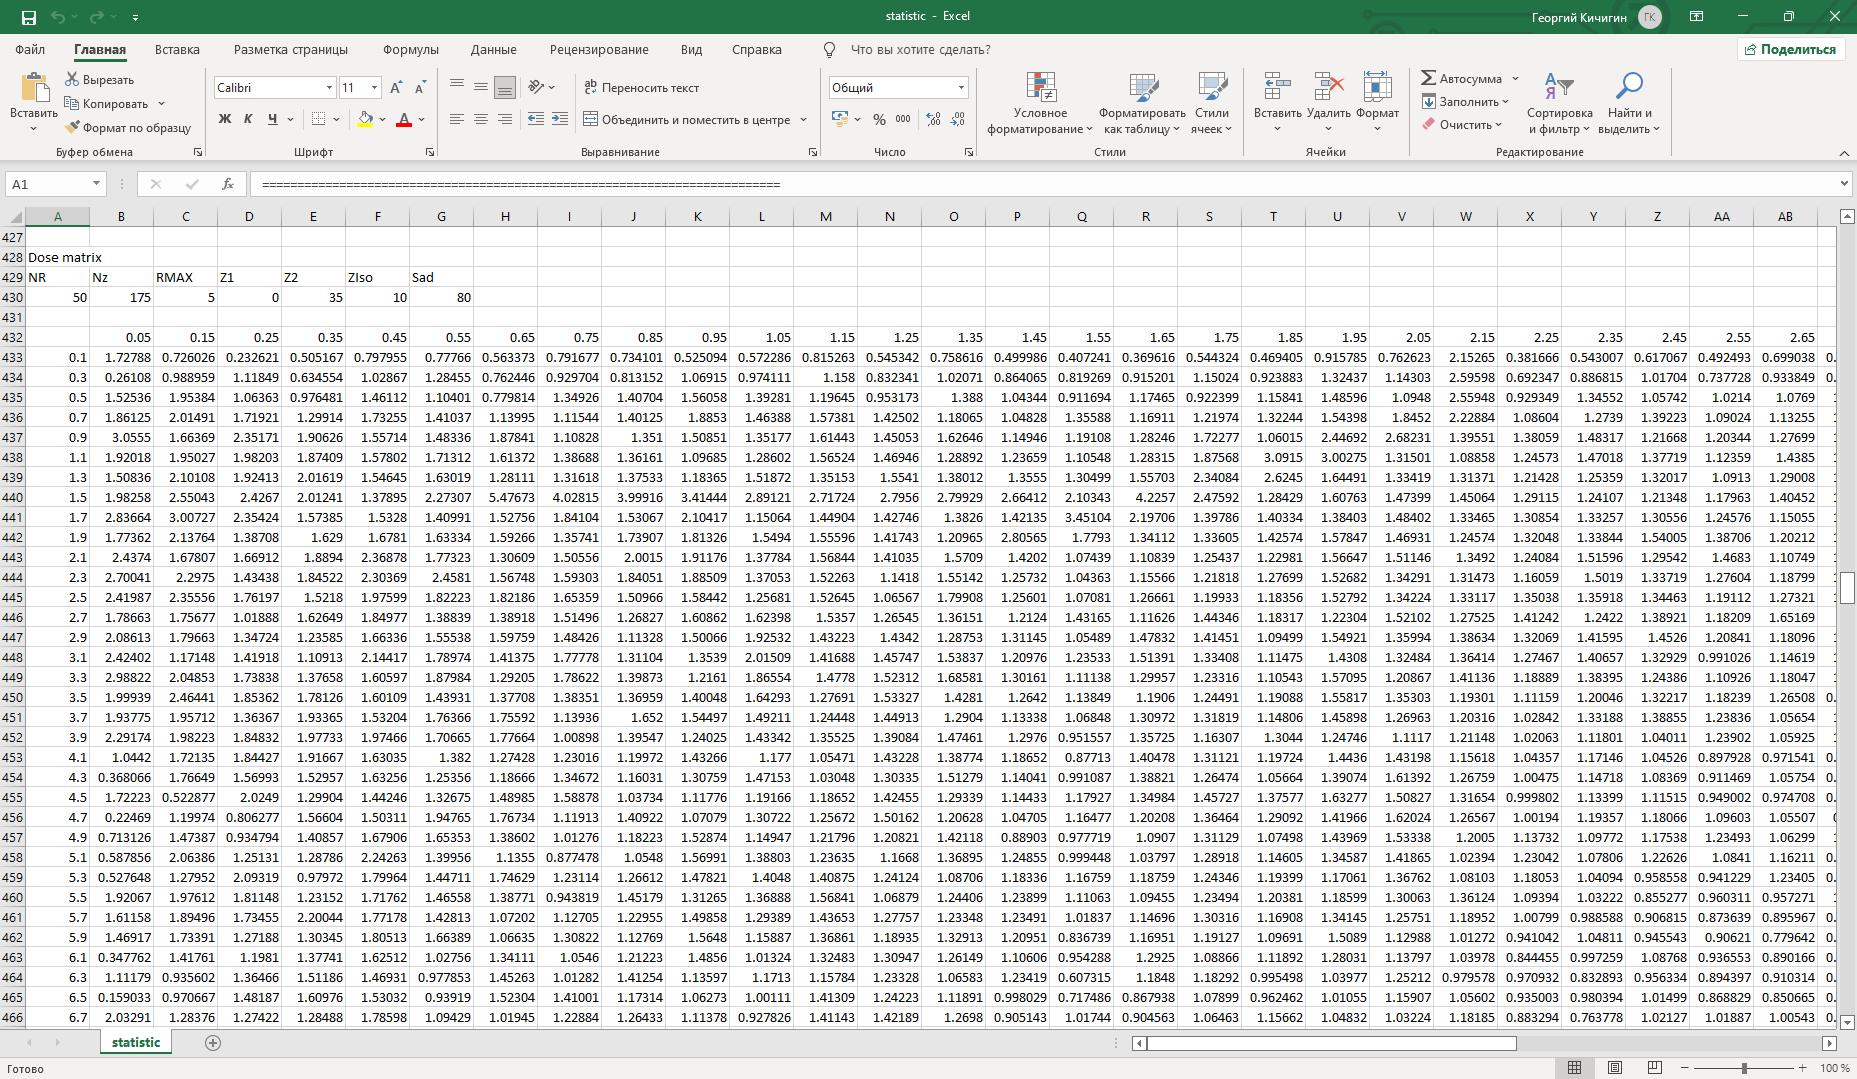 statistic - Excel
Георгий Кичигин ГК
Файл Главная Вставка Разметка страницы Формулы Данные Рецензирование Вид Справка Что вы хотите сделать? Поделиться
Вставить Вырезать Копировать Формат по образцу
Calibri 11 Ж К Ч
Переносить текст
Объединить и поместить в центре
Общий % 000
Условное форматирование Форматировать как таблицу Стили ячеек
Вставить Удалить Формат
Автосумма Заполнить Очистить Сортировка и фильтр Найти и выделить
Буфер обмена Шрифт Выравнивание Число Стили Ячейки Редактирование
A1 fx =========================================================================
A B C D E F G H I J K L M N O P Q R S T U V W X Y Z AA AB
427
428 Dose matrix
429 NR Nz RMAX Z1 Z2 ZIso Sad
430 50 175 5 0 35 10 80
431
432 0.05 0.15 0.25 0.35 0.45 0.55 0.65 0.75 0.85 0.95 1.05 1.15 1.25 1.35 1.45 1.55 1.65 1.75 1.85 1.95 2.05 2.15 2.25 2.35 2.45 2.55 2.65
433 0.1 1.72788 0.726026 0.232621 0.505167 0.797955 0.77766 0.563373 0.791677 0.734101 0.525094 0.572286 0.815263 0.545342 0.758616 0.499986 0.407241 0.369616 0.544324 0.469405 0.915785 0.762623 2.15265 0.381666 0.543007 0.617067 0.492493 0.699038 0.
434 0.3 0.26108 0.988959 1.11849 0.634554 1.02867 1.28455 0.762446 0.929704 0.813152 1.06915 0.974111 1.158 0.832341 1.02071 0.864065 0.819269 0.915201 1.15024 0.923883 1.32437 1.14303 2.59598 0.692347 0.886815 1.01704 0.737728 0.933849 0.
435 0.5 1.52536 1.95384 1.06363 0.976481 1.46112 1.10401 0.779814 1.34926 1.40704 1.56058 1.39281 1.19645 0.953173 1.388 1.04344 0.911694 1.17465 0.922399 1.15841 1.48596 1.0948 2.55948 0.929349 1.34552 1.05742 1.0214 1.0769
436 0.7 1.86125 2.01491 1.71921 1.29914 1.73255 1.41037 1.13995 1.11544 1.40125 1.8853 1.46388 1.57381 1.42502 1.18065 1.04828 1.35588 1.16911 1.21974 1.32244 1.54398 1.8452 2.22884 1.08604 1.2739 1.39223 1.09024 1.13255
437 0.9 3.0555 1.66369 2.35171 1.90626 1.55714 1.48336 1.87841 1.10828 1.351 1.50851 1.35177 1.61443 1.45053 1.62646 1.14946 1.19108 1.28246 1.72277 1.06015 2.44692 2.68231 1.39551 1.38059 1.48317 1.21668 1.20344 1.27699
438 1.1 1.92018 1.95027 1.98203 1.87409 1.57802 1.71312 1.61372 1.38688 1.36161 1.09685 1.28602 1.56524 1.46946 1.28892 1.23659 1.10548 1.28315 1.87568 3.0915 3.00275 1.31501 1.08858 1.24573 1.47018 1.37719 1.12359 1.4385
439 1.3 1.50836 2.10108 1.92413 2.01619 1.54645 1.63019 1.28111 1.31618 1.37533 1.18365 1.51872 1.35153 1.5541 1.38012 1.3555 1.30499 1.55703 2.34084 2.6245 1.64491 1.33419 1.31371 1.21428 1.25359 1.32017 1.0913 1.29008
440 1.5 1.98258 2.55043 2.4267 2.01241 1.37895 2.27307 5.47673 4.02815 3.99916 3.41444 2.89121 2.71724 2.7956 2.79929 2.66412 2.10343 4.2257 2.47592 1.28429 1.60763 1.47399 1.45064 1.29115 1.24107 1.21348 1.17963 1.40452
441 1.7 2.83664 3.00727 2.35424 1.57385 1.5328 1.40991 1.52756 1.84104 1.53067 2.10417 1.15064 1.44904 1.42746 1.3826 1.42135 3.45104 2.19706 1.39786 1.40334 1.38403 1.48402 1.33465 1.30854 1.33257 1.30556 1.24576 1.15055
442 1.9 1.77362 2.13764 1.38708 1.629 1.6781 1.63334 1.59266 1.35741 1.73907 1.81326 1.5494 1.55596 1.41743 1.20965 2.80565 1.7793 1.34112 1.33605 1.42574 1.57847 1.46931 1.24574 1.32048 1.33844 1.54005 1.38706 1.20212
443 2.1 2.4374 1.67807 1.66912 1.8894 2.36878 1.77323 1.30609 1.50556 2.0015 1.91176 1.37784 1.56844 1.41035 1.5709 1.4202 1.07439 1.10839 1.25437 1.22981 1.56647 1.51146 1.3492 1.24084 1.51596 1.29542 1.4683 1.10749
444 2.3 2.70041 2.2975 1.43438 1.84522 2.30369 2.4581 1.56748 1.59303 1.84051 1.88509 1.37053 1.52263 1.1418 1.55142 1.25732 1.04363 1.15566 1.21818 1.27699 1.52682 1.34291 1.31473 1.16059 1.5019 1.33719 1.27604 1.18799
445 2.5 2.41987 2.35556 1.76197 1.5218 1.97599 1.82223 1.82186 1.65359 1.50966 1.58442 1.25681 1.52645 1.06567 1.79908 1.25601 1.07081 1.26661 1.19933 1.18356 1.52792 1.34224 1.33117 1.35038 1.35918 1.34463 1.19112 1.27321
446 2.7 1.78663 1.75677 1.01888 1.62649 1.84977 1.38839 1.38918 1.51496 1.26827 1.60862 1.62398 1.5357 1.26545 1.36151 1.2124 1.43165 1.11626 1.44346 1.18317 1.22304 1.52102 1.27525 1.41242 1.2422 1.38921 1.18209 1.65169
447 2.9 2.08613 1.79663 1.34724 1.23585 1.66336 1.55538 1.59759 1.48426 1.11328 1.50066 1.92532 1.43223 1.4342 1.28753 1.31145 1.05489 1.47832 1.41451 1.09499 1.54921 1.35994 1.38634 1.32069 1.41595 1.4526 1.20841 1.18096
448 3.1 2.42402 1.17148 1.41918 1.10913 2.14417 1.78974 1.41375 1.77778 1.31104 1.3539 2.01509 1.41688 1.45747 1.53837 1.20976 1.23533 1.51391 1.33408 1.11475 1.4308 1.32484 1.36414 1.27467 1.40657 1.32929 0.991026 1.14619
449 3.3 2.98822 2.04853 1.73838 1.37658 1.60597 1.87984 1.29205 1.78622 1.39873 1.2161 1.86554 1.4778 1.52312 1.68581 1.30161 1.11138 1.29957 1.23316 1.10543 1.57095 1.20867 1.41136 1.18889 1.38395 1.24386 1.10926 1.18047
450 3.5 1.99939 2.46441 1.85362 1.78126 1.60109 1.43931 1.37708 1.38351 1.36959 1.40048 1.64293 1.27691 1.53327 1.4281 1.2642 1.13849 1.1906 1.24491 1.19088 1.55817 1.35303 1.19301 1.11159 1.20046 1.32217 1.18239 1.26508 0.
451 3.7 1.93775 1.95712 1.36367 1.93365 1.53204 1.76366 1.75592 1.13936 1.652 1.54497 1.49211 1.24448 1.44913 1.2904 1.13338 1.06848 1.30972 1.31819 1.14806 1.45898 1.26963 1.20316 1.02842 1.33188 1.38855 1.23836 1.05654
452 3.9 2.29174 1.98223 1.84832 1.97733 1.97466 1.70665 1.77664 1.00898 1.39547 1.24025 1.43342 1.35525 1.39084 1.47461 1.2976 0.951557 1.35725 1.16307 1.3044 1.24746 1.1117 1.21148 1.02063 1.11801 1.04011 1.23902 1.05925
453 4.1 1.0442 1.72135 1.84427 1.91667 1.63035 1.382 1.27428 1.23016 1.19972 1.43266 1.177 1.05471 1.43228 1.38774 1.18652 0.87713 1.40478 1.31121 1.19724 1.4436 1.43198 1.15618 1.04357 1.17146 1.04526 0.897928 0.971541 0.
454 4.3 0.368066 1.76649 1.56993 1.52957 1.63256 1.25356 1.18666 1.34672 1.16031 1.30759 1.47153 1.03048 1.30335 1.51279 1.14041 0.991087 1.38821 1.26474 1.05664 1.39074 1.61392 1.26759 1.00475 1.14718 1.08369 0.911469 1.05754 0.
455 4.5 1.72223 0.522877 2.0249 1.29904 1.44246 1.32675 1.48985 1.58878 1.03734 1.11776 1.19166 1.18652 1.42455 1.29339 1.14433 1.17927 1.34984 1.45727 1.37577 1.63277 1.50827 1.31654 0.999802 1.13399 1.11515 0.949002 0.974708 0.
456 4.7 0.22469 1.19974 0.806277 1.56604 1.50311 1.94765 1.76734 1.11913 1.40922 1.07079 1.30722 1.25672 1.50162 1.20628 1.04705 1.16477 1.20208 1.36464 1.29092 1.41966 1.62024 1.26567 1.00194 1.19357 1.18066 1.09603 1.05507
457 4.9 0.713126 1.47387 0.934794 1.40857 1.67906 1.65353 1.38602 1.01276 1.18223 1.52874 1.14947 1.21796 1.20821 1.42118 0.88903 0.977719 1.0907 1.31129 1.07498 1.43969 1.53338 1.2005 1.13732 1.09772 1.17538 1.23493 1.06299
458 5.1 0.587856 2.06386 1.25131 1.28786 2.24263 1.39956 1.1355 0.877478 1.0548 1.56991 1.38803 1.23635 1.1668 1.36895 1.24855 0.999448 1.03797 1.28918 1.14605 1.34587 1.41865 1.02394 1.23042 1.07806 1.22626 1.0841 1.16211 0.
459 5.3 0.527648 1.27952 2.09319 0.97972 1.79964 1.44711 1.74629 1.23114 1.26612 1.47821 1.4048 1.40875 1.24124 1.08706 1.18336 1.16759 1.18759 1.24346 1.19399 1.17061 1.36762 1.08103 1.18053 1.04094 0.958558 0.941229 1.23405 0.
460 5.5 1.92067 1.97612 1.81148 1.23152 1.71762 1.46558 1.38771 0.943819 1.45179 1.31265 1.36888 1.56841 1.06879 1.24406 1.23899 1.11063 1.09455 1.23494 1.20381 1.18599 1.30063 1.36124 1.09394 1.03222 0.855277 0.960311 0.957271
461 5.7 1.61158 1.89496 1.73455 2.20044 1.77178 1.42813 1.07202 1.12705 1.22955 1.49858 1.29389 1.43653 1.27757 1.23348 1.23491 1.01837 1.14696 1.30316 1.16908 1.34145 1.25751 1.18952 1.00799 0.988588 0.906815 0.873639 0.895967 0.
462 5.9 1.46917 1.73391 1.27188 1.30345 1.80513 1.66389 1.06635 1.30822 1.12769 1.5648 1.15887 1.36861 1.18935 1.32913 1.20951 0.836739 1.16951 1.19127 1.09691 1.5089 1.12988 1.01272 0.941042 1.04811 0.945543 0.90621 0.779642 0.
463 6.1 0.347762 1.41761 1.1981 1.37741 1.62512 1.02756 1.34111 1.0546 1.21223 1.4856 1.01324 1.32483 1.30947 1.26149 1.10606 0.954288 1.2925 1.08866 1.11892 1.28031 1.13797 1.03978 0.844455 0.997259 1.08768 0.936553 0.890166 0.
464 6.3 1.11179 0.935602 1.36466 1.51186 1.46931 0.977853 1.45263 1.01282 1.41254 1.13597 1.1713 1.15784 1.23328 1.06583 1.23419 0.607315 1.1848 1.18292 0.995498 1.03977 1.25212 0.979578 0.970932 0.832893 0.956334 0.894397 0.910314 0.
465 6.5 0.159033 0.970667 1.48187 1.60976 1.53032 0.93919 1.52304 1.41001 1.17314 1.06273 1.00111 1.41309 1.24223 1.11891 0.998029 0.717486 0.867938 1.07899 0.962462 1.01055 1.15907 1.05602 0.935003 0.980394 1.01499 0.868829 0.850665 0.
466 6.7 2.03291 1.28376 1.27422 1.28488 1.78598 1.09429 1.01945 1.22884 1.26433 1.11378 0.927826 1.41143 1.42189 1.2698 0.905143 1.01744 0.904563 1.06463 1.15662 1.04832 1.03224 1.18185 0.883294 0.763778 1.02127 1.01887 1.00543 0.
statistic
Готово 100 %